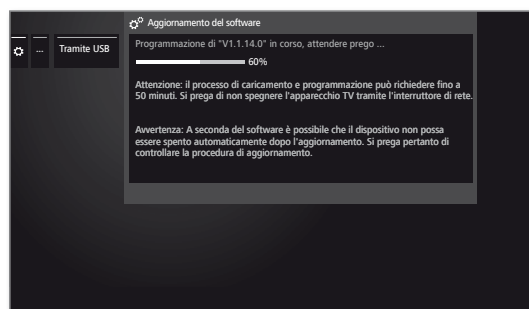 Aggiornamento del software
... Tramite USB
Programmazione di "V1.1.14.0" in corso, attendere prego ...
60%
Attenzione: il processo di caricamento e programmazione può richiedere fino a
50 minuti. Si prega di non spegnere l'apparecchio TV tramite l'interruttore di rete.
Avvertenza: A seconda del software è possibile che il dispositivo non possa
essere spento automaticamente dopo l'aggiornamento. Si prega pertanto di
controllare la procedura di aggiornamento.